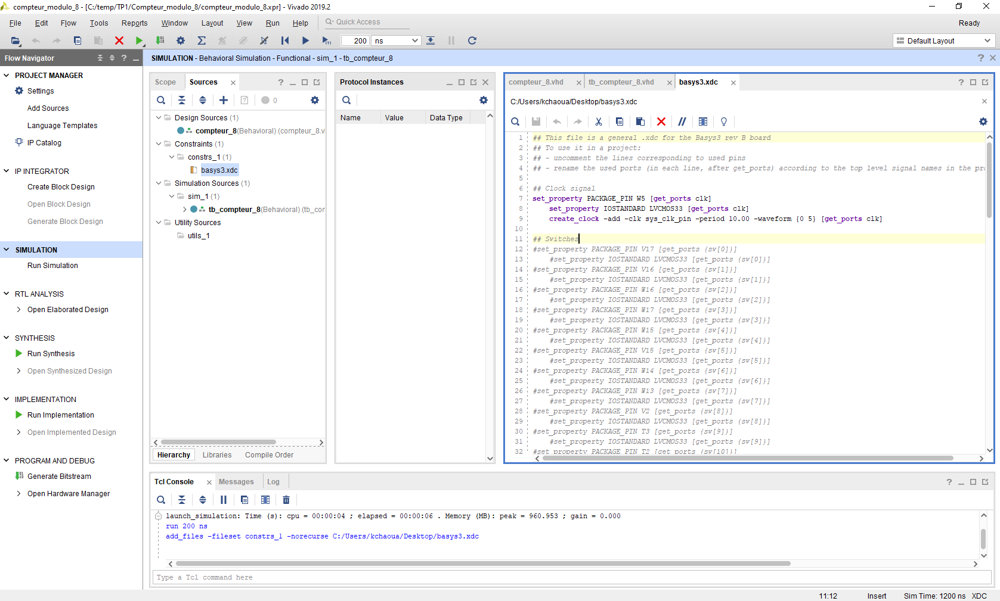 compteur_modulo_8 - [C:/temp/TP1/Compteur_modulo_8/compteur_modulo_8.xpr] - Vivado 2019.2
File Edit Flow Tools Reports Window Layout View Run Help Quick Access
Ready
200 ns
Default Layout
Flow Navigator
PROJECT MANAGER
Settings
Add Sources
Language Templates
IP Catalog
IP INTEGRATOR
Create Block Design
Open Block Design
Generate Block Design
SIMULATION
Run Simulation
RTL ANALYSIS
Open Elaborated Design
SYNTHESIS
Run Synthesis
Open Synthesized Design
IMPLEMENTATION
Run Implementation
Open Implemented Design
PROGRAM AND DEBUG
Generate Bitstream
Open Hardware Manager
SIMULATION - Behavioral Simulation - Functional - sim_1 - tb_compteur_8
Scope Sources
0
Design Sources (1)
compteur_8(Behavioral) (compteur_8.v
Constraints (1)
constrs_1 (1)
basys3.xdc
Simulation Sources (1)
sim_1 (1)
tb_compteur_8(Behavioral) (tb_cor
Utility Sources
utils_1
Hierarchy Libraries Compile Order
Protocol Instances
Name Value Data Type
compteur_8.vhd tb_compteur_8.vhd basys3.xdc
C:/Users/kchaoua/Desktop/basys3.xdc
1 ## This file is a general .xdc for the Basys3 rev B board
2 ## To use it in a project:
3 ## - uncomment the lines corresponding to used pins
4 ## - rename the used ports (in each line, after get_ports) according to the top level signal names in the pro
5
6 ## Clock signal
7 set_property PACKAGE_PIN W5 [get_ports clk]
8 set_property IOSTANDARD LVCMOS33 [get_ports clk]
9 create_clock -add -clk sys_clk_pin -period 10.00 -waveform {0 5} [get_ports clk]
10
11 ## Switches
12 #set_property PACKAGE_PIN V17 [get_ports {sw[0]}]
13 #set_property IOSTANDARD LVCMOS33 [get_ports {sw[0]}]
14 #set_property PACKAGE_PIN V16 [get_ports {sw[1]}]
15 #set_property IOSTANDARD LVCMOS33 [get_ports {sw[1]}]
16 #set_property PACKAGE_PIN W16 [get_ports {sw[2]}]
17 #set_property IOSTANDARD LVCMOS33 [get_ports {sw[2]}]
18 #set_property PACKAGE_PIN W17 [get_ports {sw[3]}]
19 #set_property IOSTANDARD LVCMOS33 [get_ports {sw[3]}]
20 #set_property PACKAGE_PIN W15 [get_ports {sw[4]}]
21 #set_property IOSTANDARD LVCMOS33 [get_ports {sw[4]}]
22 #set_property PACKAGE_PIN V15 [get_ports {sw[5]}]
23 #set_property IOSTANDARD LVCMOS33 [get_ports {sw[5]}]
24 #set_property PACKAGE_PIN W14 [get_ports {sw[6]}]
25 #set_property IOSTANDARD LVCMOS33 [get_ports {sw[6]}]
26 #set_property PACKAGE_PIN W13 [get_ports {sw[7]}]
27 #set_property IOSTANDARD LVCMOS33 [get_ports {sw[7]}]
28 #set_property PACKAGE_PIN V2 [get_ports {sw[8]}]
29 #set_property IOSTANDARD LVCMOS33 [get_ports {sw[8]}]
30 #set_property PACKAGE_PIN T3 [get_ports {sw[9]}]
31 #set_property IOSTANDARD LVCMOS33 [get_ports {sw[9]}]
32 #set_property PACKAGE_PIN T2 [get_ports {sw[10]}]
Tcl Console Messages Log
launch_simulation: Time (s): cpu = 00:00:04 ; elapsed = 00:00:06 . Memory (MB): peak = 960.953 ; gain = 0.000
run 200 ns
add_files -fileset constrs_1 -norecurse C:/Users/kchaoua/Desktop/basys3.xdc
Type a Tcl command here
11:12 Insert Sim Time: 1200 ns XDC